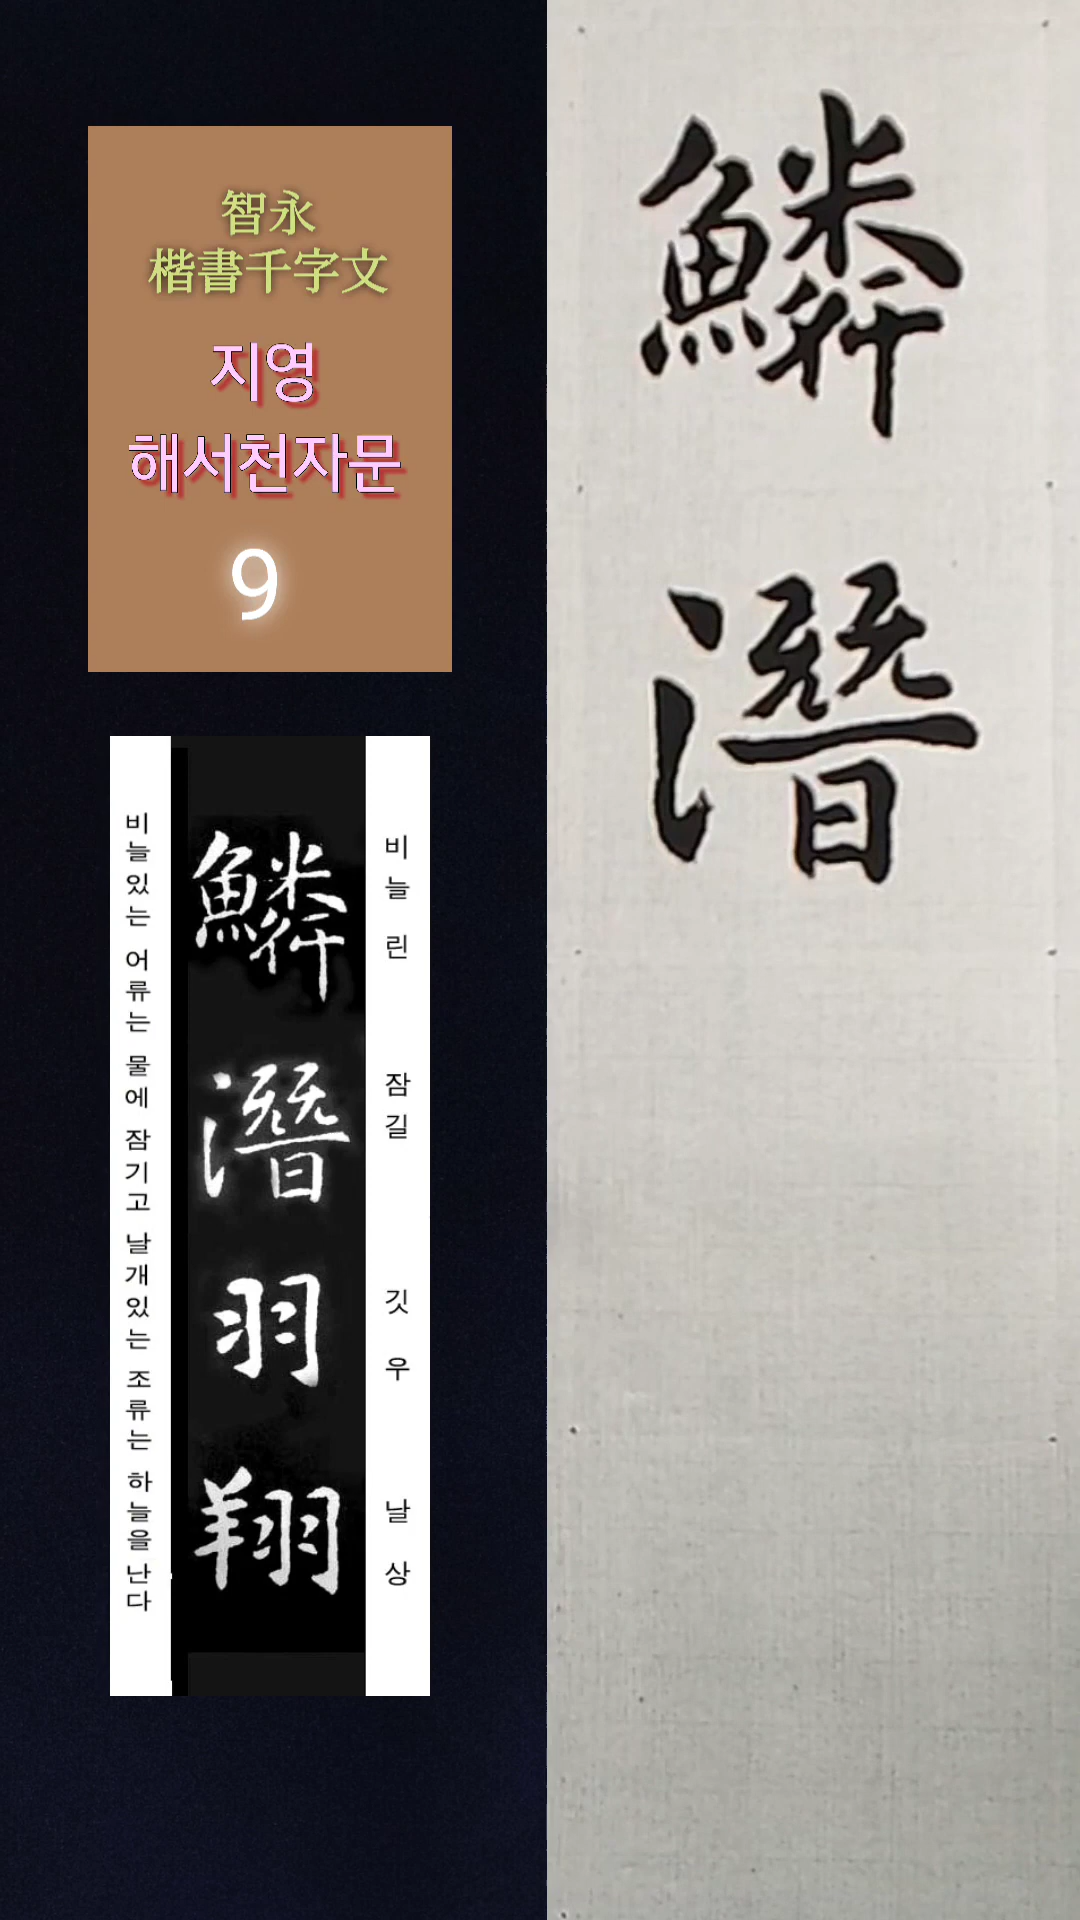 智永
楷書千字文
지영
해서천자문
9
비늘 린
잠길
깃 우
날 상
鱗
潛
羽
翔
비늘있는 어류는 물에 잠기고 날개있는 조류는 하늘을 난다
鱗
潛